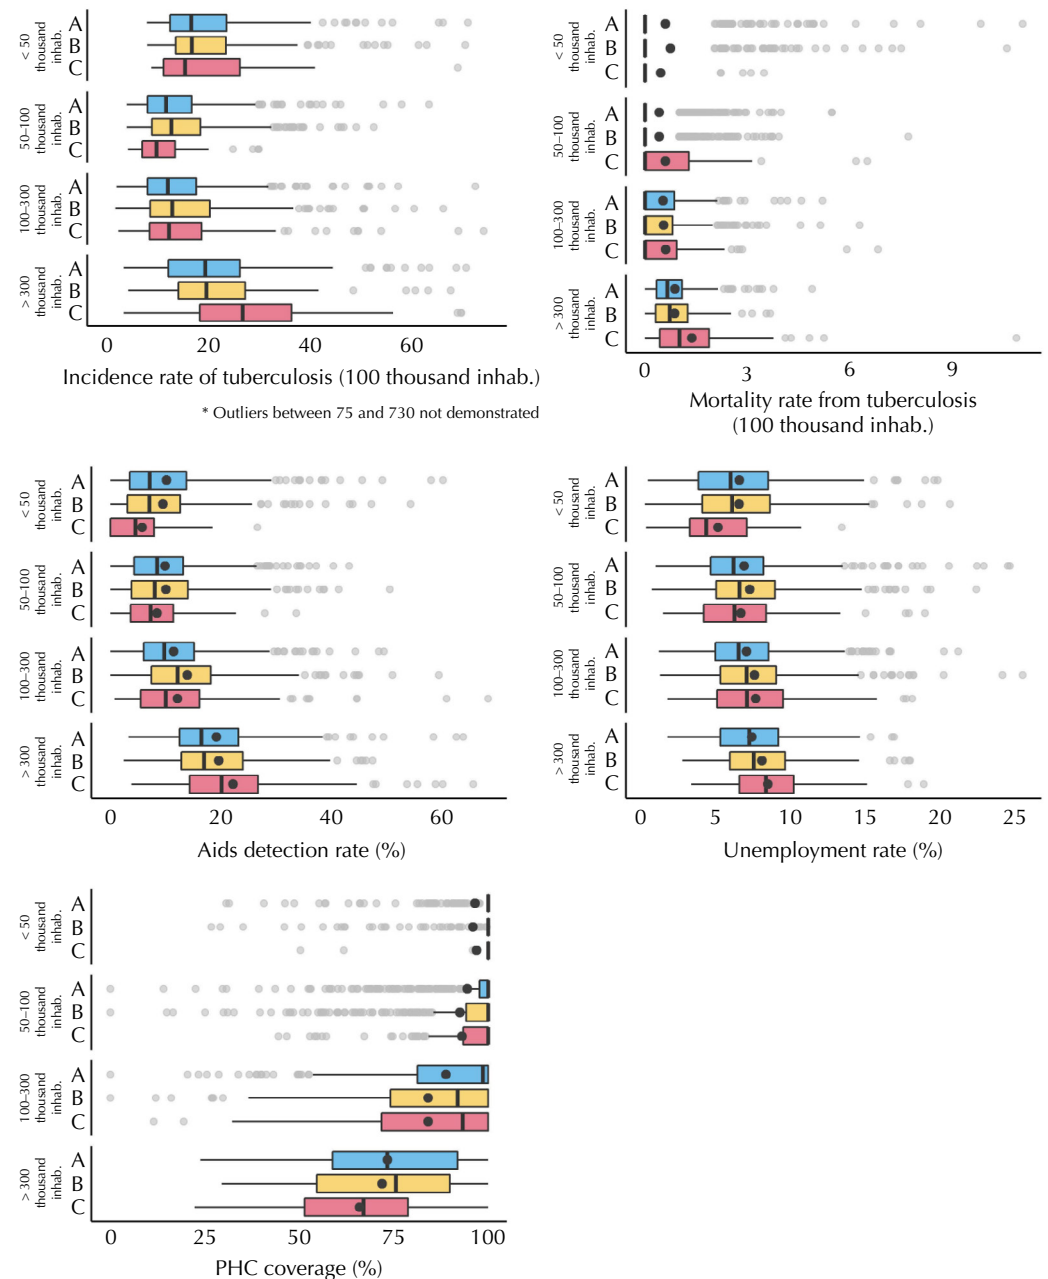 < 50
thousand
inhab.
A
B
C
50–100
thousand
inhab.
A
B
C
100–300
thousand
inhab.
A
B
C
> 300
thousand
inhab.
A
B
C
0 20 40 60
Incidence rate of tuberculosis (100 thousand inhab.)
* Outliers between 75 and 730 not demonstrated
< 50
thousand
inhab.
A
B
C
50–100
thousand
inhab.
A
B
C
100–300
thousand
inhab.
A
B
C
> 300
thousand
inhab.
A
B
C
0 3 6 9
Mortality rate from tuberculosis
(100 thousand inhab.)
< 50
thousand
inhab.
A
B
C
50–100
thousand
inhab.
A
B
C
100–300
thousand
inhab.
A
B
C
> 300
thousand
inhab.
A
B
C
0 20 40 60
Aids detection rate (%)
< 50
thousand
inhab.
A
B
C
50–100
thousand
inhab.
A
B
C
100–300
thousand
inhab.
A
B
C
> 300
thousand
inhab.
A
B
C
0 5 10 15 20 25
Unemployment rate (%)
< 50
thousand
inhab.
A
B
C
50–100
thousand
inhab.
A
B
C
100–300
thousand
inhab.
A
B
C
> 300
thousand
inhab.
A
B
C
0 25 50 75 100
PHC coverage (%)